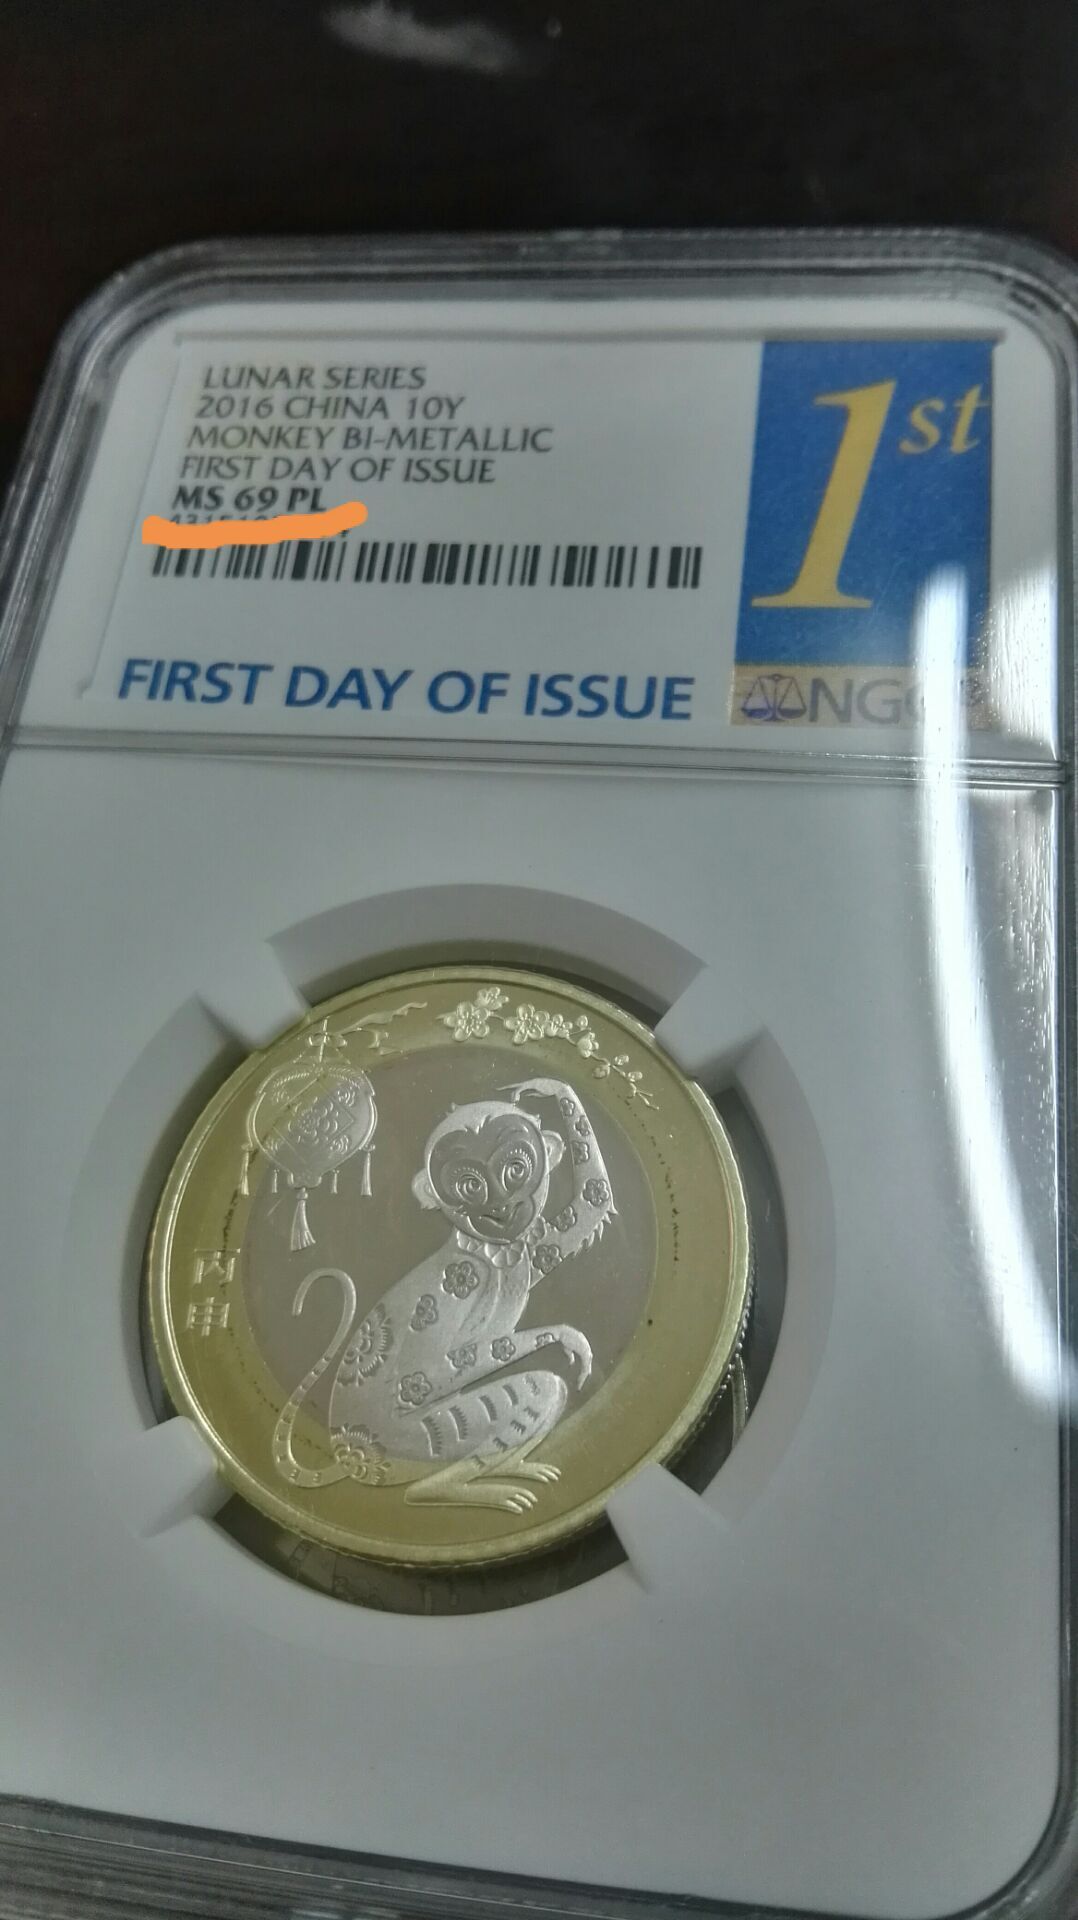 LUNAR SERIES
2016 CHINA 10Y
MONKEY BI-METALLIC
FIRST DAY OF ISSUE
MS 69 PL
1st
FIRST DAY OF ISSUE
NGC
丙申